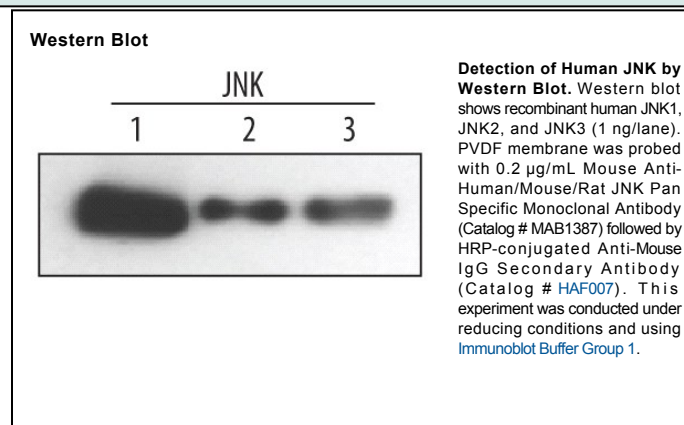 Western Blot
JNK
1 2 3
Detection of Human JNK by
Western Blot. Western blot
shows recombinant human JNK1,
JNK2, and JNK3 (1 ng/lane).
PVDF membrane was probed
with 0.2 µg/mL Mouse Anti-
Human/Mouse/Rat JNK Pan
Specific Monoclonal Antibody
(Catalog # MAB1387) followed by
HRP-conjugated Anti-Mouse
IgG Secondary Antibody
(Catalog # HAF007). This
experiment was conducted under
reducing conditions and using
Immunoblot Buffer Group 1.